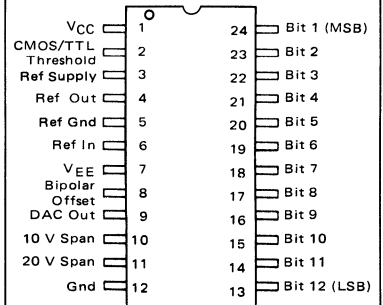 VCC 1 24 Bit 1 (MSB)
CMOS/TTL
Threshold 2 23 Bit 2
Ref Supply 3 22 Bit 3
Ref Out 4 21 Bit 4
Ref Gnd 5 20 Bit 5
Ref In 6 19 Bit 6
VEE 7 18 Bit 7
Bipolar
Offset 8 17 Bit 8
DAC Out 9 16 Bit 9
10 V Span 10 15 Bit 10
20 V Span 11 14 Bit 11
Gnd 12 13 Bit 12 (LSB)